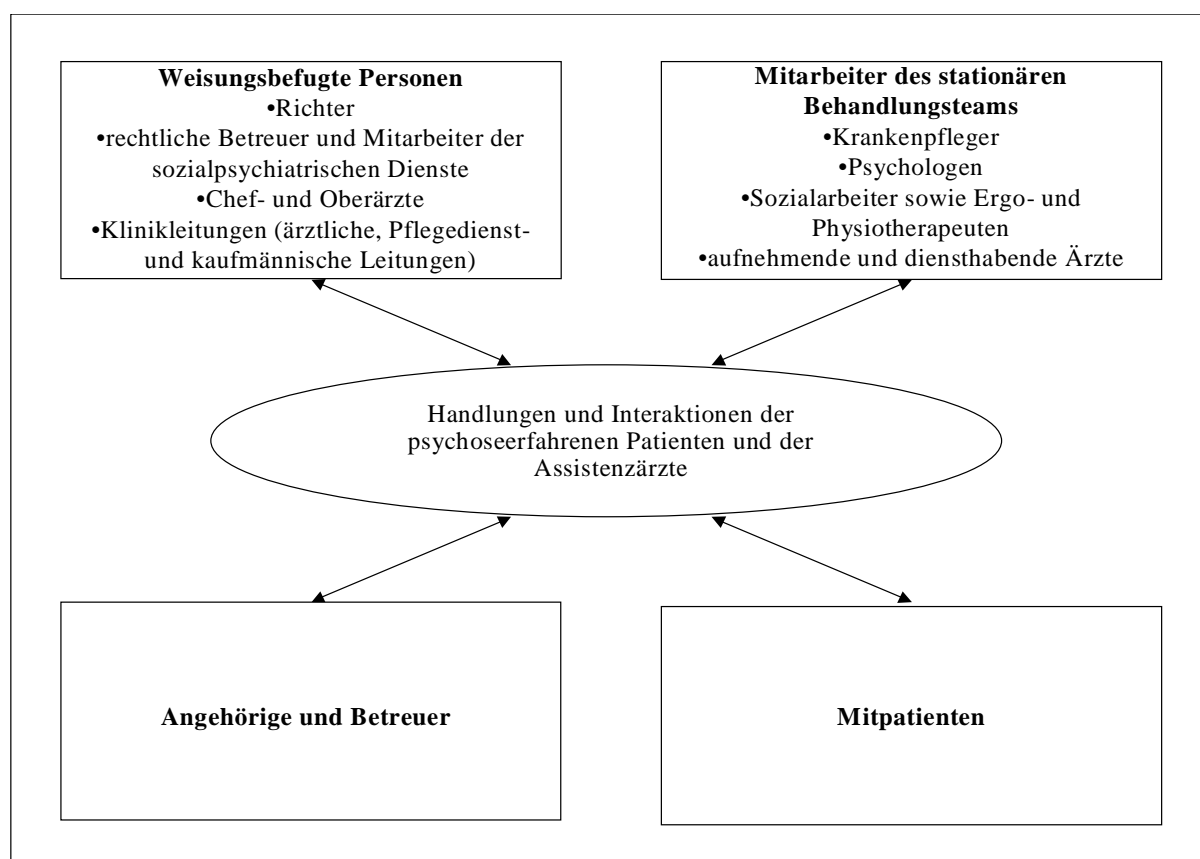 Weisungsbefugte Personen
•Richter
•rechtliche Betreuer und Mitarbeiter der
sozialpsychiatrischen Dienste
•Chef- und Oberärzte
•Klinikleitungen (ärztliche, Pflegedienst-
und kaufmännische Leitungen)
Mitarbeiter des stationären
Behandlungsteams
•Krankenpfleger
•Psychologen
•Sozialarbeiter sowie Ergo- und
Physiotherapeuten
•aufnehmende und diensthabende Ärzte
Handlungen und Interaktionen der
psychoseerfahrenen Patienten und der
Assistenzärzte
Angehörige und Betreuer
Mitpatienten